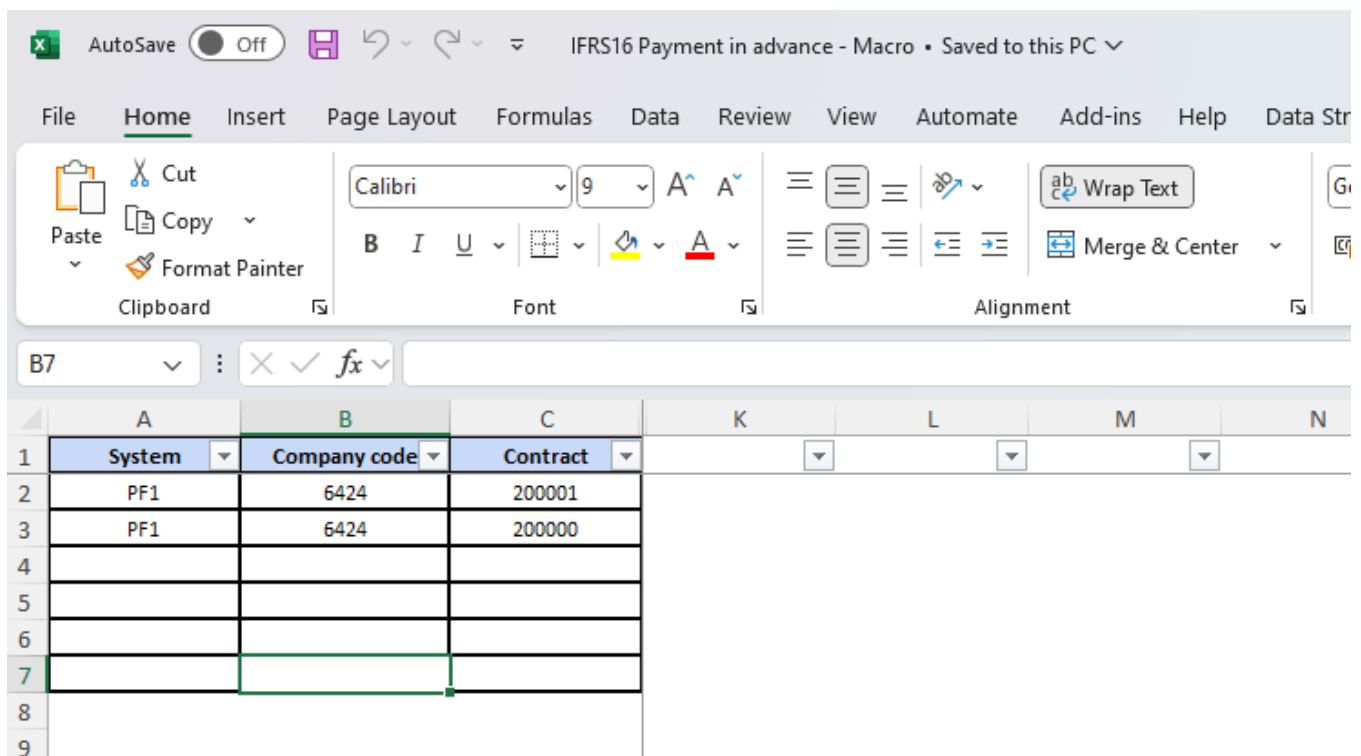 AutoSave Off IFRS16 Payment in advance - Macro • Saved to this PC
File Home Insert Page Layout Formulas Data Review View Automate Add-ins Help Data Str
Paste
Cut
Copy
Format Painter
Clipboard
Calibri 9 A A
B I U A
Font
ab Wrap Text
Merge & Center
Alignment
B7 fx
A B C K L M N
1 System Company code Contract
2 PF1 6424 200001
3 PF1 6424 200000
4
5
6
7
8
9